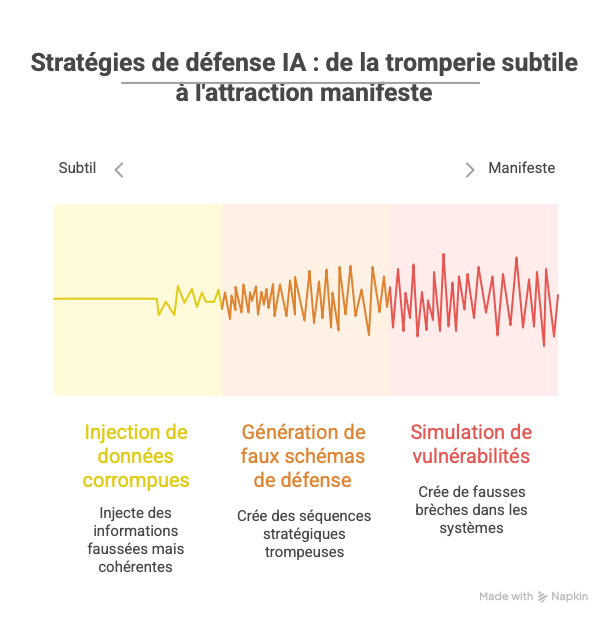 Stratégies de défense IA : de la tromperie subtile
à l'attraction manifeste
Subtil
Manifeste
Injection de
données
corrompues
Injecte des
informations
faussées mais
cohérentes
Génération de
faux schémas
de défense
Crée des séquences
stratégiques
trompeuses
Simulation de
vulnérabilités
Crée de fausses
brèches dans les
systèmes
Made with Napkin